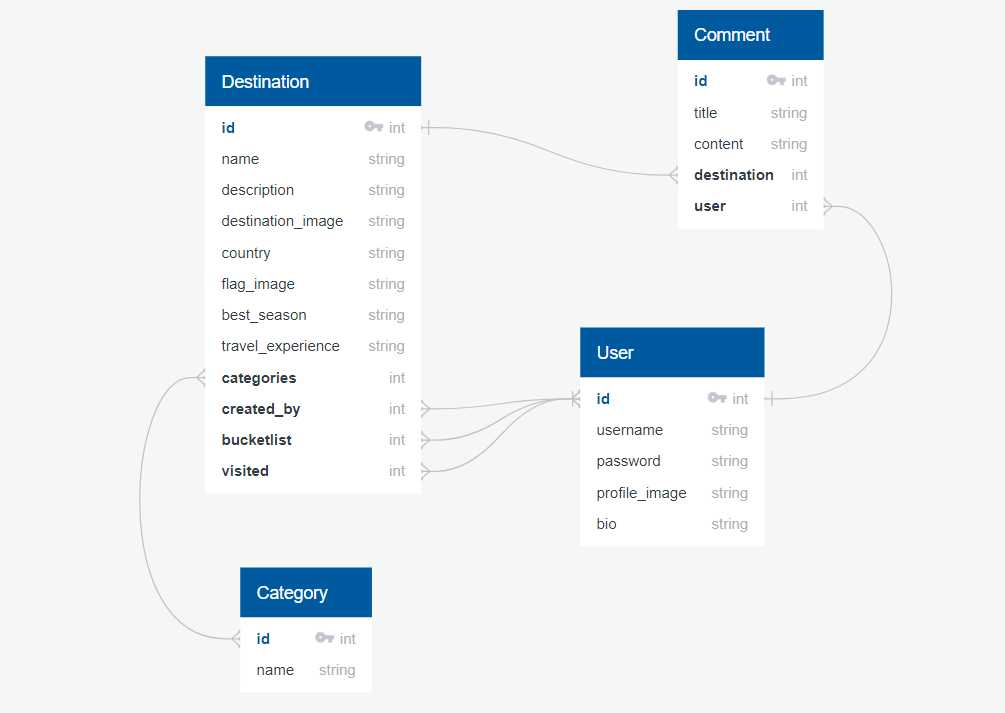 Destination
id int
name string
description string
destination_image string
country string
flag_image string
best_season string
travel_experience string
categories int
created_by int
bucketlist int
visited int
Comment
id int
title string
content string
destination int
user int
User
id int
username string
password string
profile_image string
bio string
Category
id int
name string